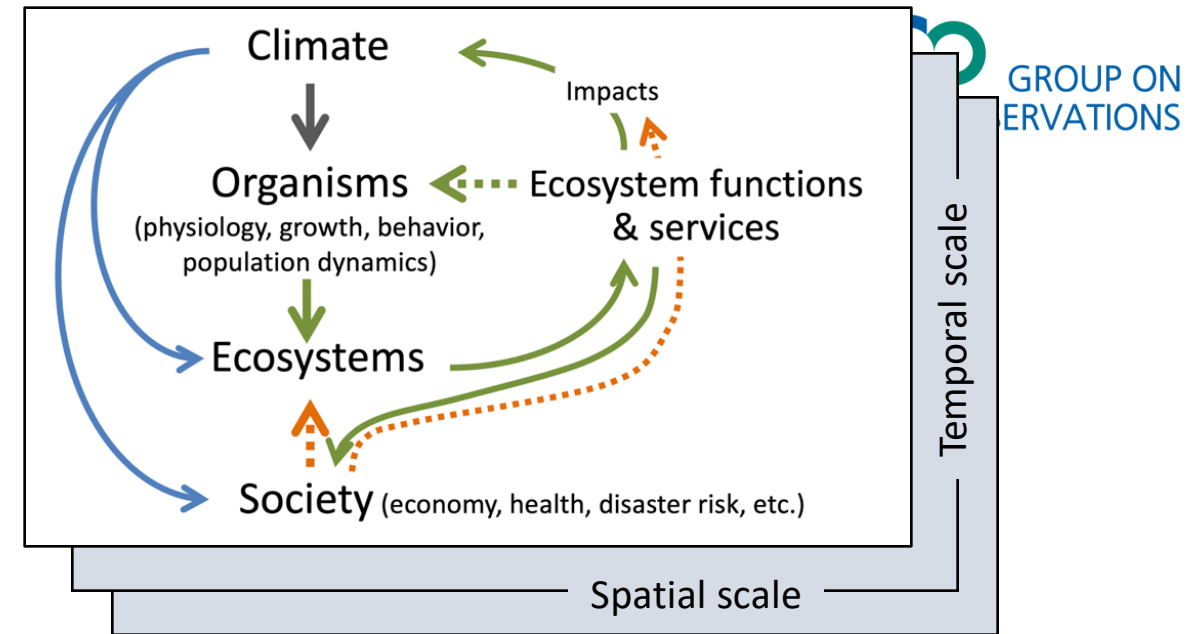 Climate
Impacts
Organisms
(physiology, growth, behavior,
population dynamics)
Ecosystem functions
& services
Ecosystems
Society (economy, health, disaster risk, etc.)
Temporal scale
Spatial scale
GROUP ON
ERVATIONS